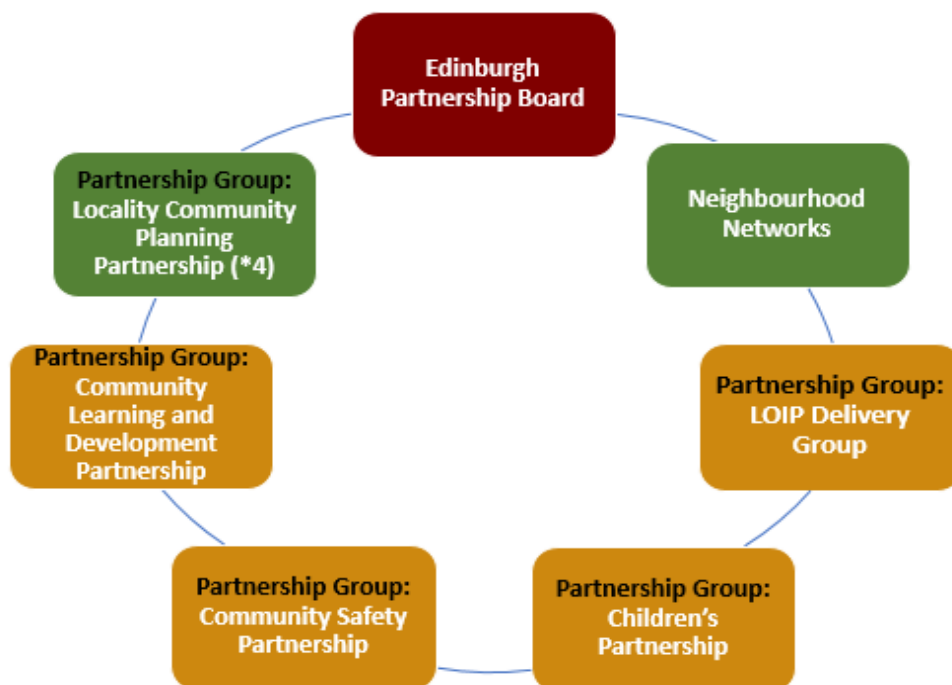 Edinburgh
Partnership Board
Partnership Group:
Locality Community
Planning
Partnership (*4)
Neighbourhood
Networks
Partnership Group:
Community
Learning and
Development
Partnership
Partnership Group:
LOIP Delivery
Group
Partnership Group:
Community Safety
Partnership
Partnership Group:
Children’s
Partnership